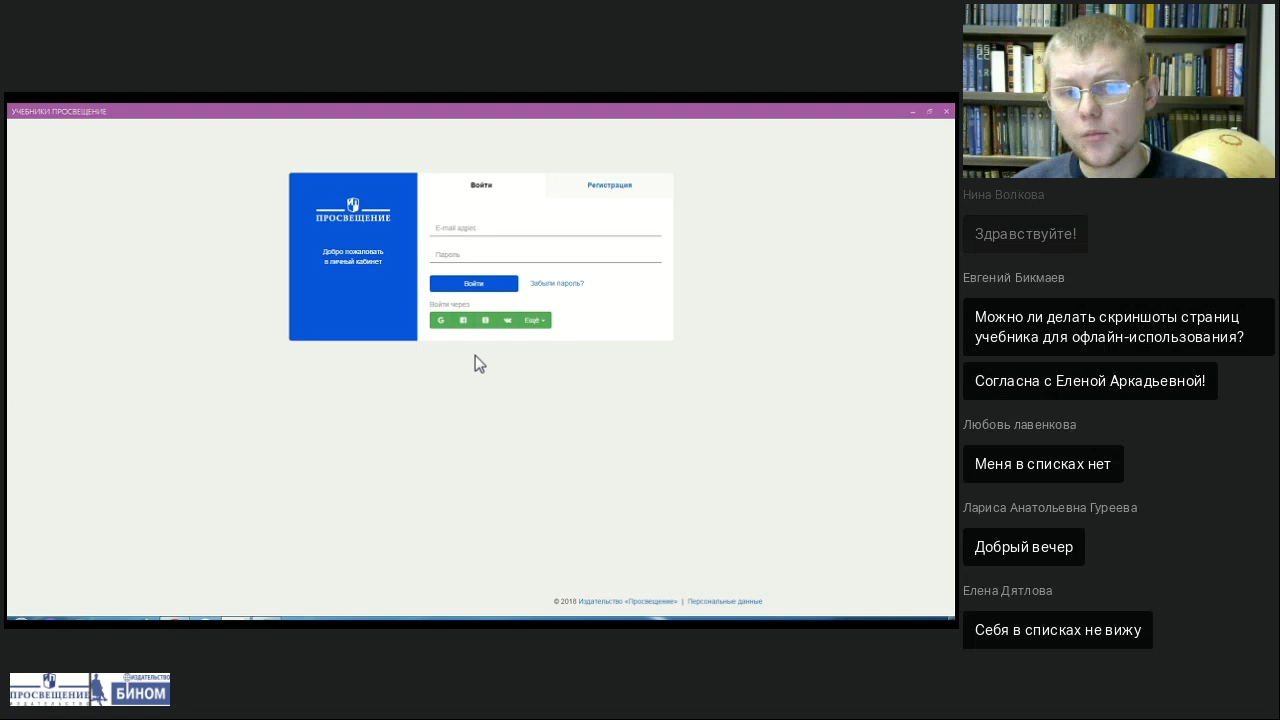 УЧЕБНИКИ ПРОСВЕЩЕНИЕ
ПРОСВЕЩЕНИЕ
Добро пожаловать
в личный кабинет
Войти
Регистрация
E-mail адрес
Пароль
Войти
Забыли пароль?
Войти через
Ещё
© 2018 Издательство «Просвещение» | Персональные данные
Нина Волкова
Здравствуйте!
Евгений Бикмаев
Можно ли делать скриншоты страниц
учебника для офлайн-использования?
Согласна с Еленой Аркадьевной!
Любовь лавенкова
Меня в списках нет
Лариса Анатольевна Гуреева
Добрый вечер
Елена Дятлова
Себя в списках не вижу
ПРОСВЕЩЕНИЕ
ИЗДАТЕЛЬСТВО
ИЗДАТЕЛЬСТВО
БИНОМ